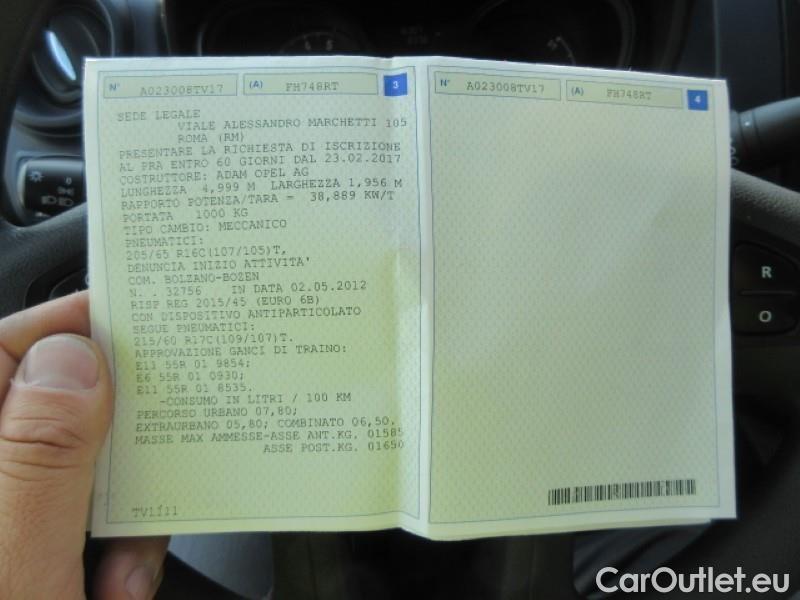 N° A023008TV17 (A) FH748RT 3
SEDE LEGALE
VIALE ALESSANDRO MARCHETTI 105
ROMA (RM)
PRESENTARE LA RICHIESTA DI ISCRIZIONE
AL PRA ENTRO 60 GIORNI DAL 23.02.2017
COSTRUTTORE: ADAM OPEL AG
LUNGHEZZA 4,999 M LARGHEZZA 1,956 M
RAPPORTO POTENZA/TARA = 38,889 KW/T
PORTATA 1000 KG
TIPO CAMBIO: MECCANICO
PNEUMATICI:
205/65 R16C(107/105)T,
DENUNCIA INIZIO ATTIVITA'
COM. BOLZANO-BOZEN
N. . 32756 IN DATA 02.05.2012
RISP REG 2015/45 (EURO 6B)
CON DISPOSITIVO ANTIPARTICOLATO
SEGUE PNEUMATICI:
215/60 R17C(109/107)T.
APPROVAZIONE GANCI DI TRAINO:
E11 55R 01 9854;
E6 55R 01 0930;
E11 55R 01 8535.
-CONSUMO IN LITRI / 100 KM
PERCORSO URBANO 07,80;
EXTRAURBANO 05,80; COMBINATO 06,50.
MASSE MAX AMMESSE-ASSE ANT.KG. 01585
ASSE POST.KG. 01650
TV1111
N° A023008TV17 (A) FH748RT 4
R
O
0
CarOutlet.eu